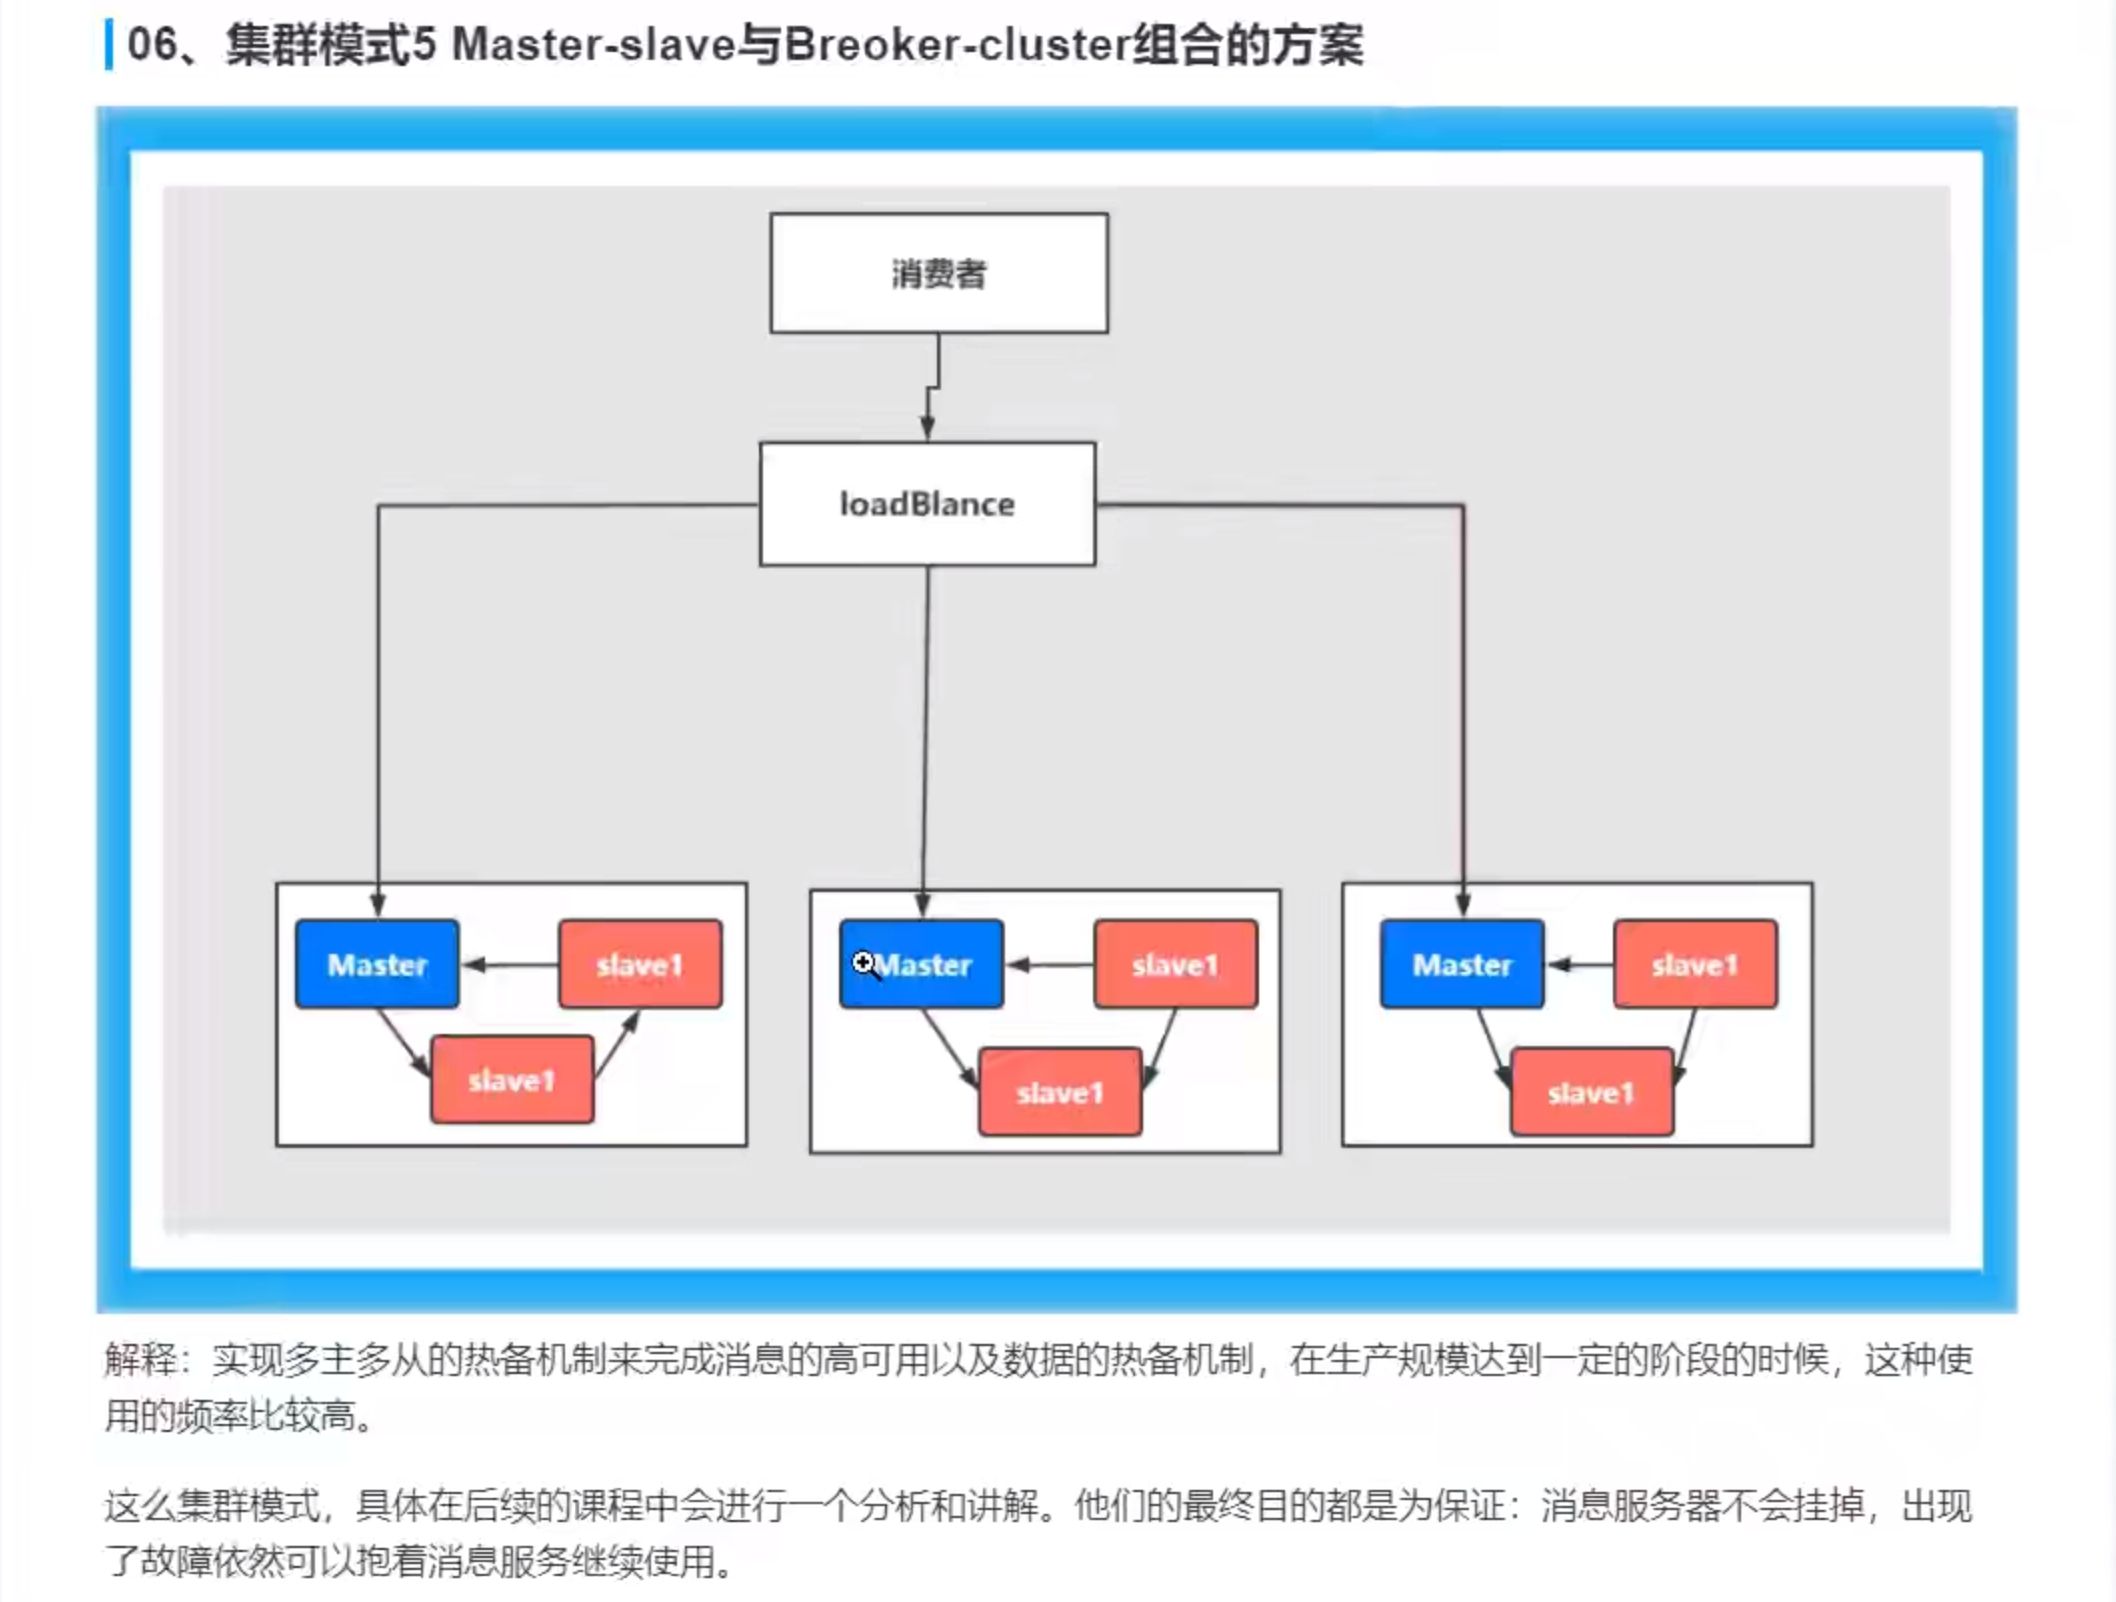 06、集群模式5 Master-slave与Breoker-cluster组合的方案
消费者
loadBlance
Master
slave1
slave1
Master
slave1
slave1
Master
slave1
slave1
解释：实现多主多从的热备机制来完成消息的高可用以及数据的热备机制，在生产规模达到一定的阶段的时候，这种使
用的频率比较高。
这么集群模式，具体在后续的课程中会进行一个分析和讲解。他们的最终目的都是为保证：消息服务器不会挂掉，出现
了故障依然可以抱着消息服务继续使用。